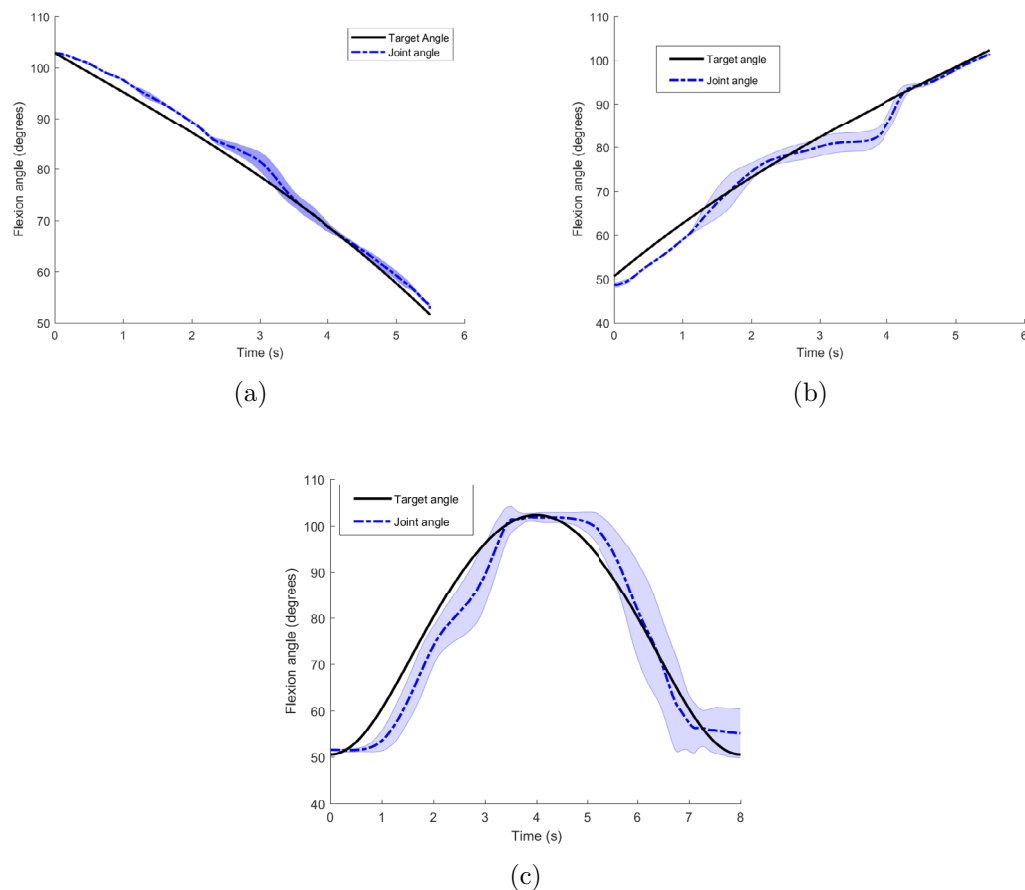 110
100
90
80
70
60
50
Flexion angle (degrees)
0 1 2 3 4 5 6
Time (s)
Target Angle
Joint angle
(a)
110
100
90
80
70
60
50
40
Flexion angle (degrees)
0 1 2 3 4 5 6
Time (s)
Target angle
Joint angle
(b)
110
100
90
80
70
60
50
40
Flexion angle (degrees)
0 1 2 3 4 5 6 7 8
Time (s)
Target angle
Joint angle
(c)